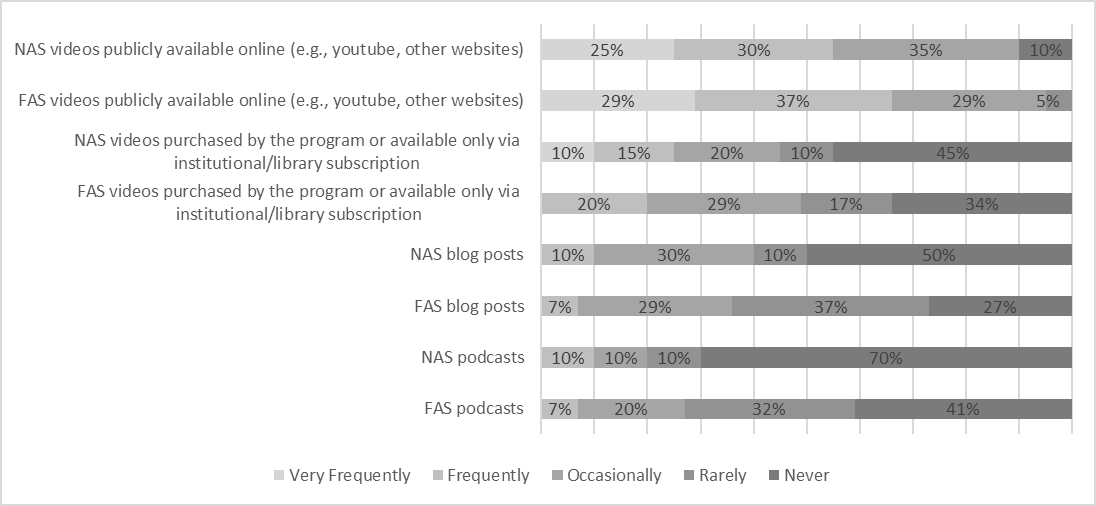 NAS videos publicly available online (e.g., youtube, other websites)
25% 30% 35% 10%
FAS videos publicly available online (e.g., youtube, other websites)
29% 37% 29% 5%
NAS videos purchased by the program or available only via
institutional/library subscription
10% 15% 20% 10% 45%
FAS videos purchased by the program or available only via
institutional/library subscription
20% 29% 17% 34%
NAS blog posts
10% 30% 10% 50%
FAS blog posts
7% 29% 37% 27%
NAS podcasts
10% 10% 10% 70%
FAS podcasts
7% 20% 32% 41%
Very Frequently Frequently Occasionally Rarely Never